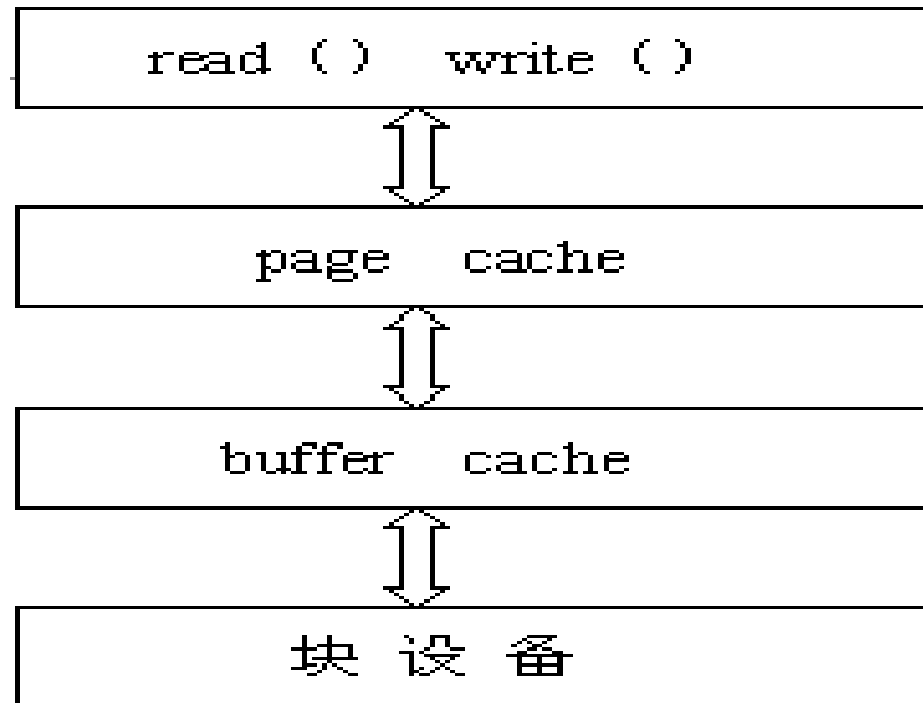 read () write ()
page cache
buffer cache
块设备